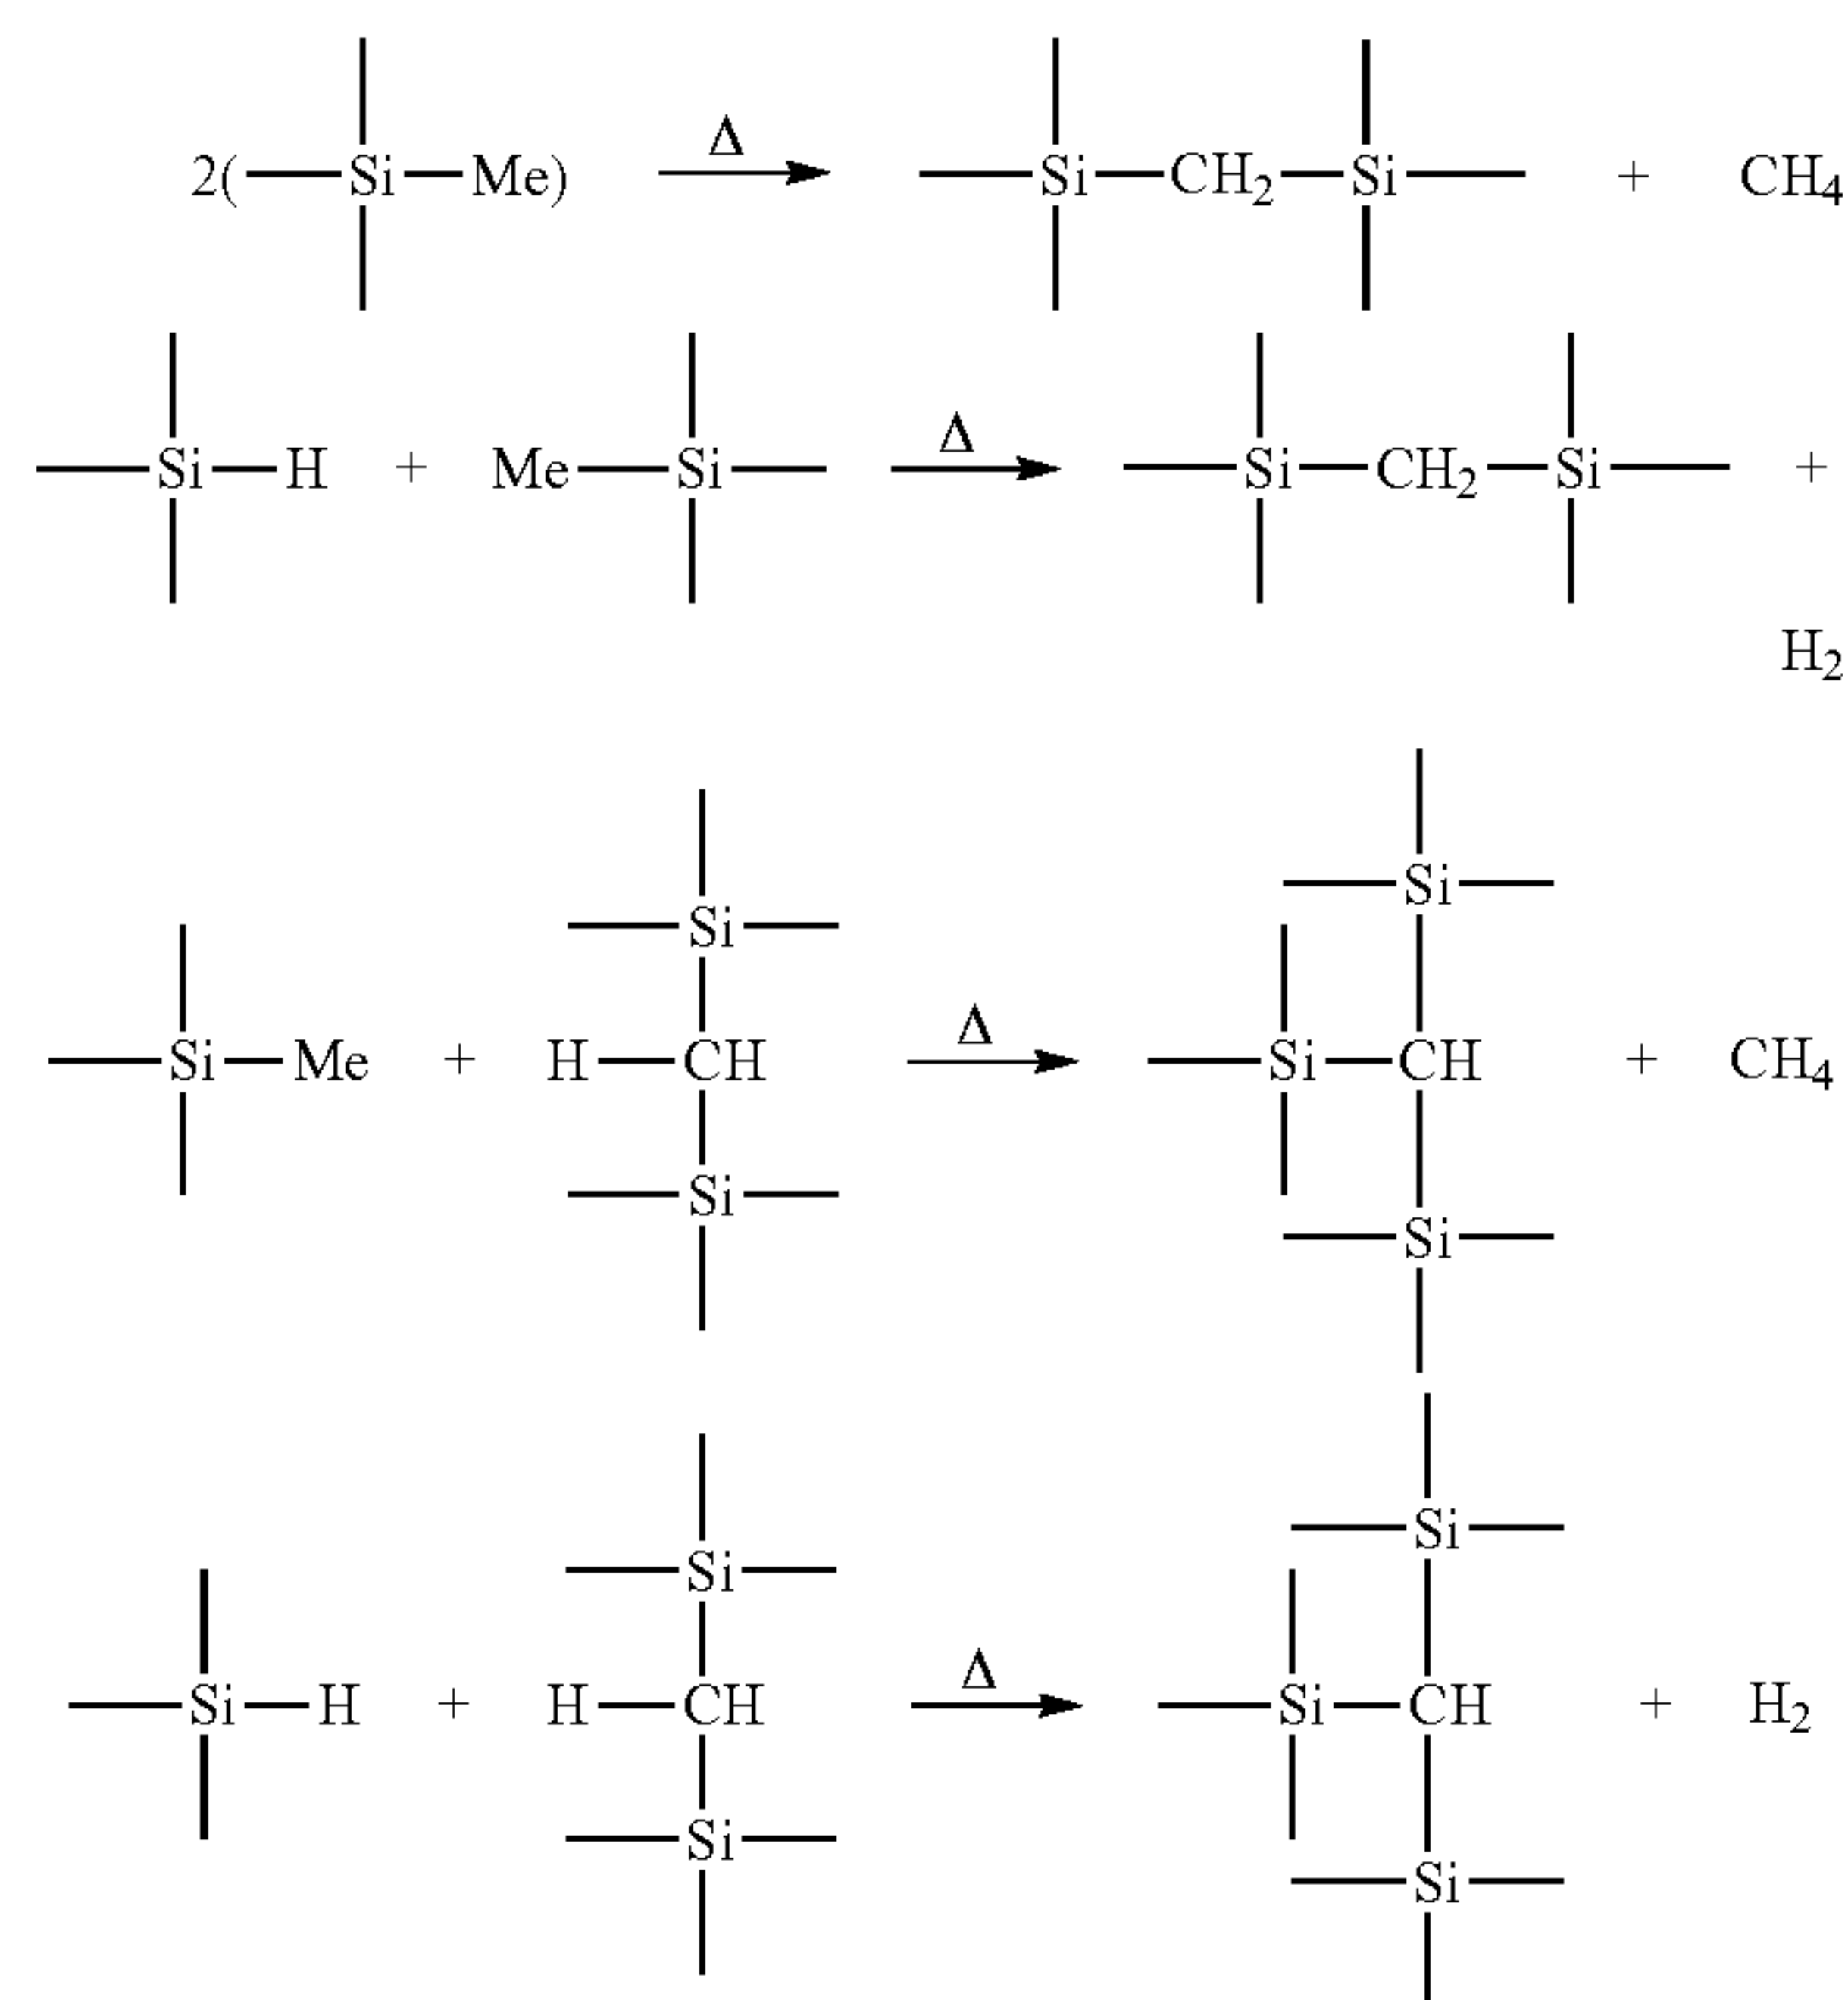 Δ
2( Si Me) Si CH₂ Si + CH₄
Δ
Si H + Me Si Si CH₂ Si +
H₂
Si
Si
Δ
Si Me + H CH Si CH + CH₄
Si
Si
Si
Si
Δ
Si H + H CH Si CH + H₂
Si
Si